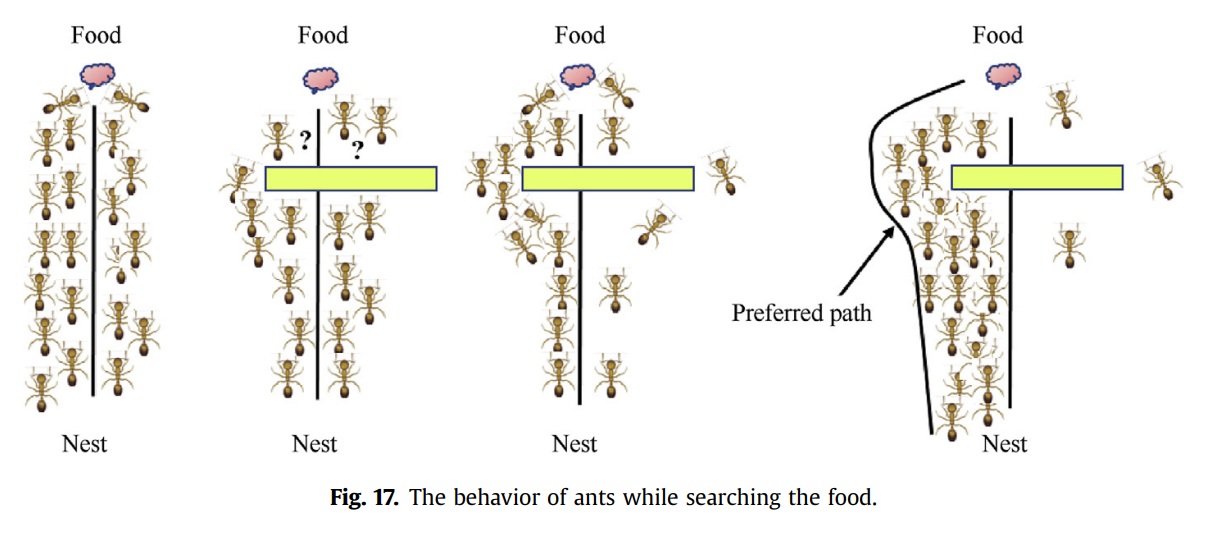 Food
Food
Food
Food
?
?
Preferred path
Nest
Nest
Nest
Nest
Fig. 17. The behavior of ants while searching the food.